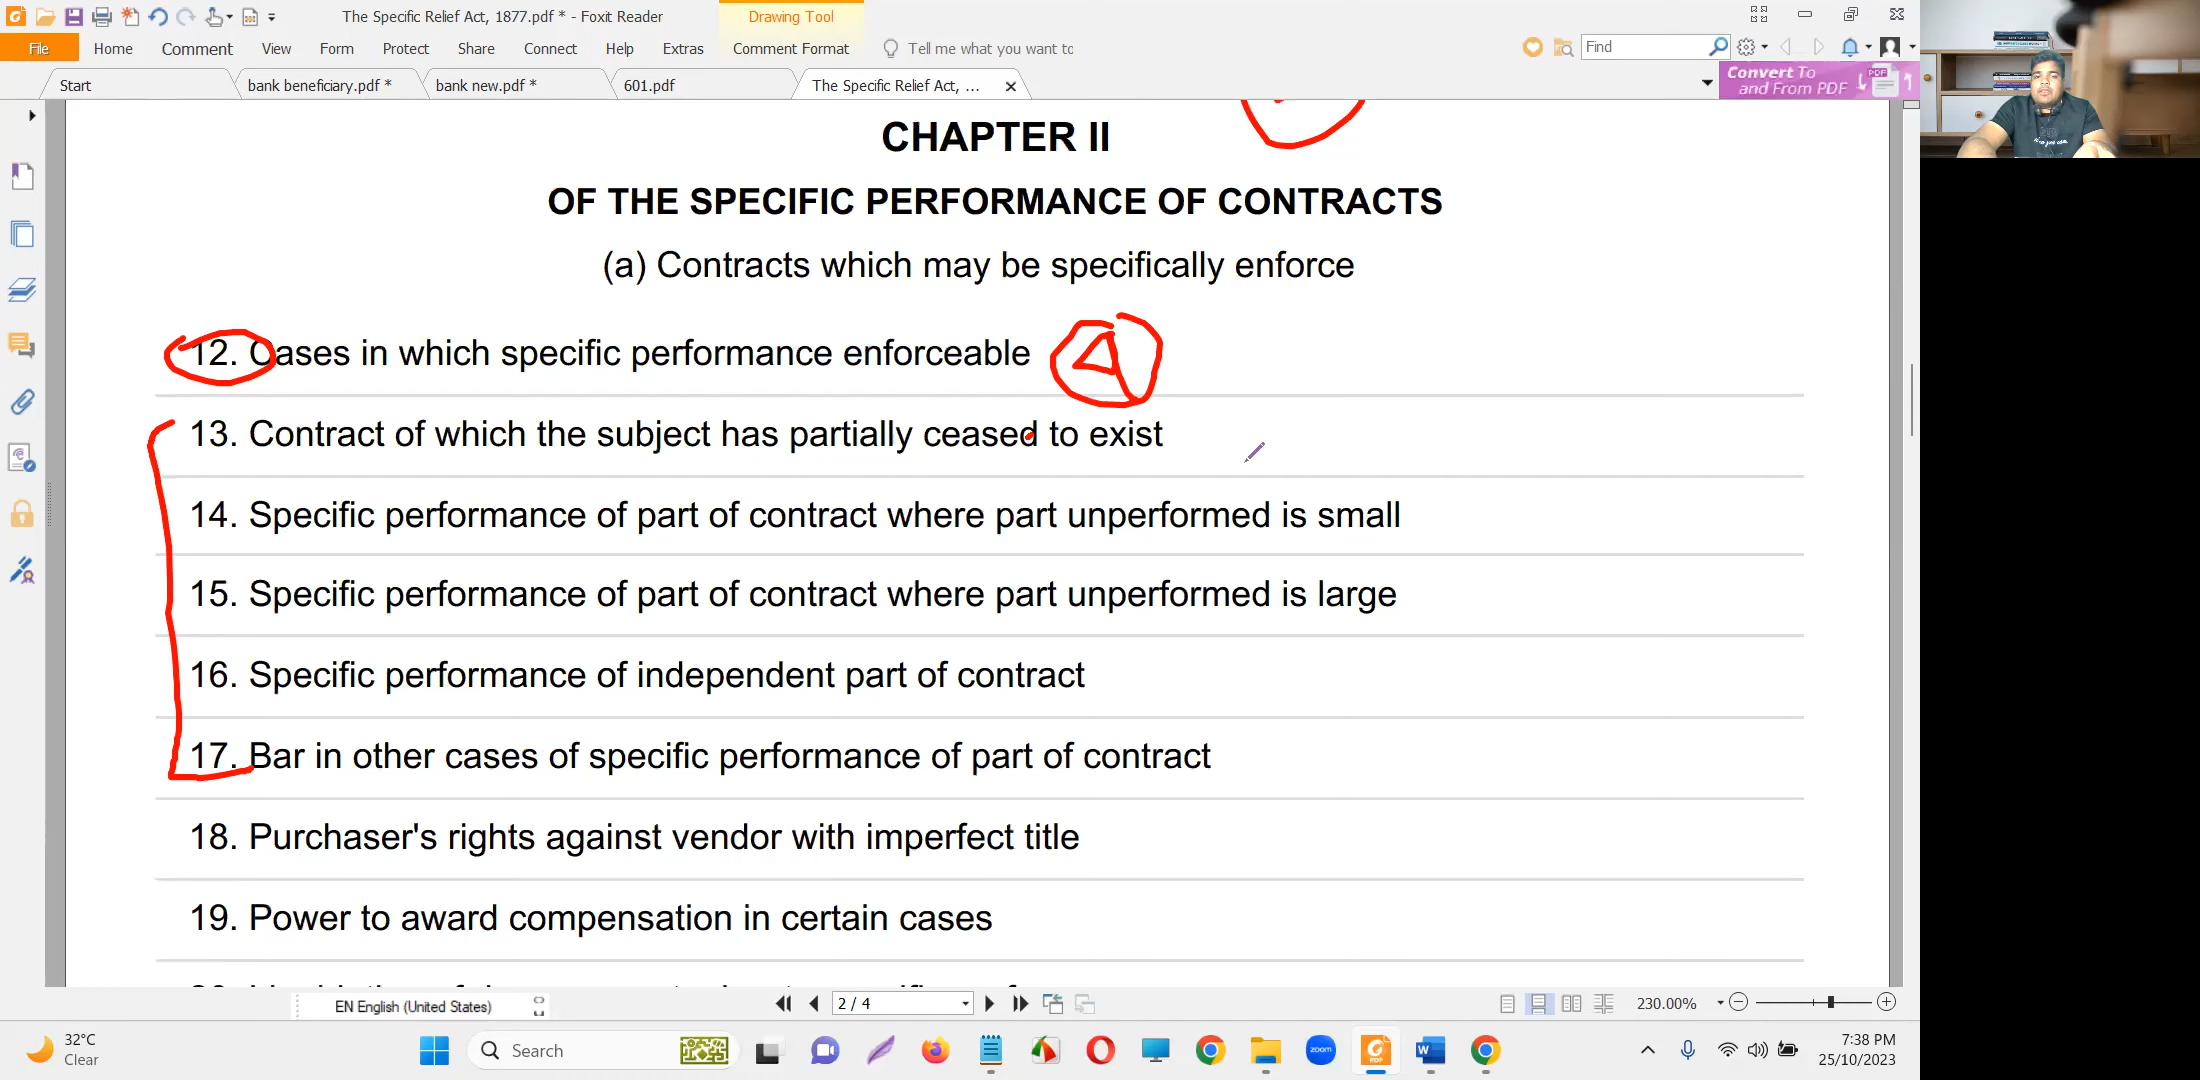 The Specific Relief Act, 1877.pdf * - Foxit Reader
Drawing Tool
File Home Comment View Form Protect Share Connect Help Extras Comment Format Tell me what you want to
Find
Start bank beneficiary.pdf * bank new.pdf * 601.pdf The Specific Relief Act, ...
Convert To and From PDF
PDF
CHAPTER II
OF THE SPECIFIC PERFORMANCE OF CONTRACTS
(a) Contracts which may be specifically enforce
12. Cases in which specific performance enforceable
13. Contract of which the subject has partially ceased to exist
14. Specific performance of part of contract where part unperformed is small
15. Specific performance of part of contract where part unperformed is large
16. Specific performance of independent part of contract
17. Bar in other cases of specific performance of part of contract
18. Purchaser's rights against vendor with imperfect title
19. Power to award compensation in certain cases
EN English (United States)
2 / 4
230.00%
32°C
Clear
Search
zoom
7:38 PM
25/10/2023